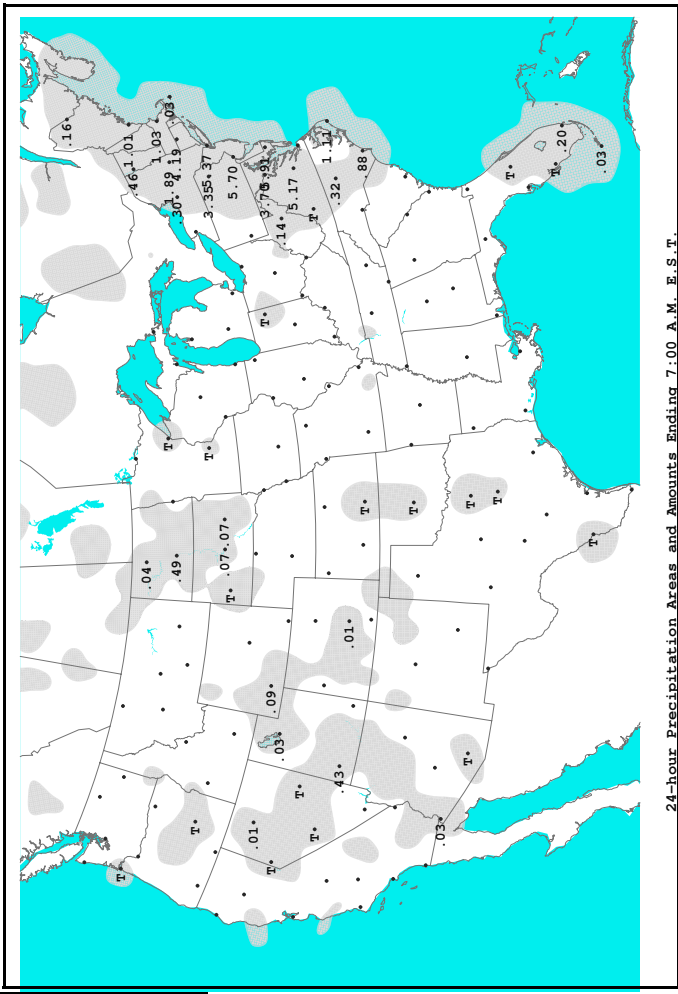 .16
T
1.01
.46
.04
1.03
T
1.89
.03
.49
.30
4.19
T
T
3.35
5.37
.07
.07
T
5.70
.01
T
.91
T
.09
.03
.14
5.17
T
T
T
1.11
.32
.43
.01
.88
T
T
.03
T
T
T
T
T
.20
T
.03
24-hour Precipitation Areas and Amounts Ending 7:00 A.M. E.S.T.